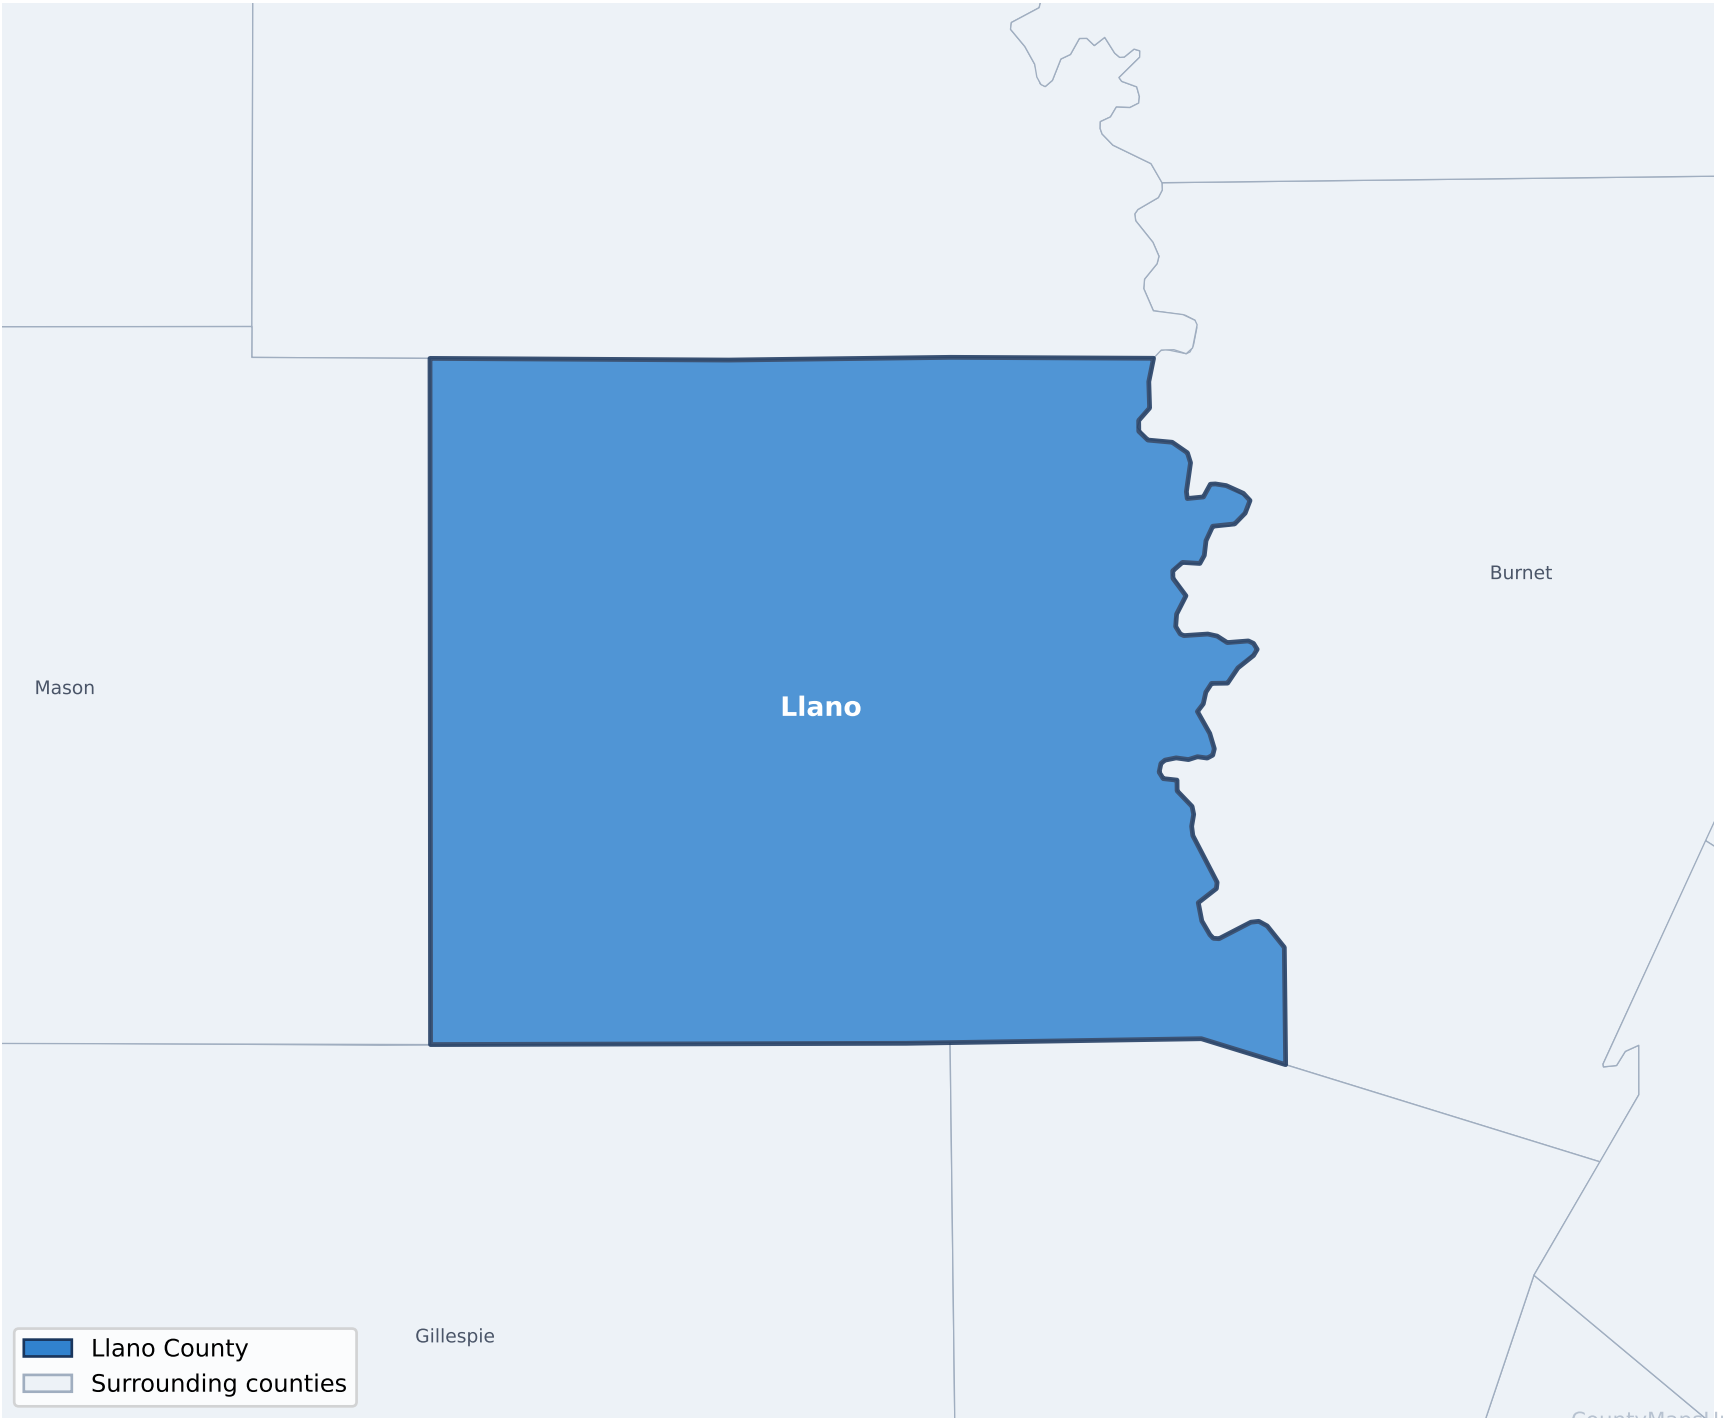 Burnet
Mason
Llano
Gillespie
Llano County
Surrounding counties